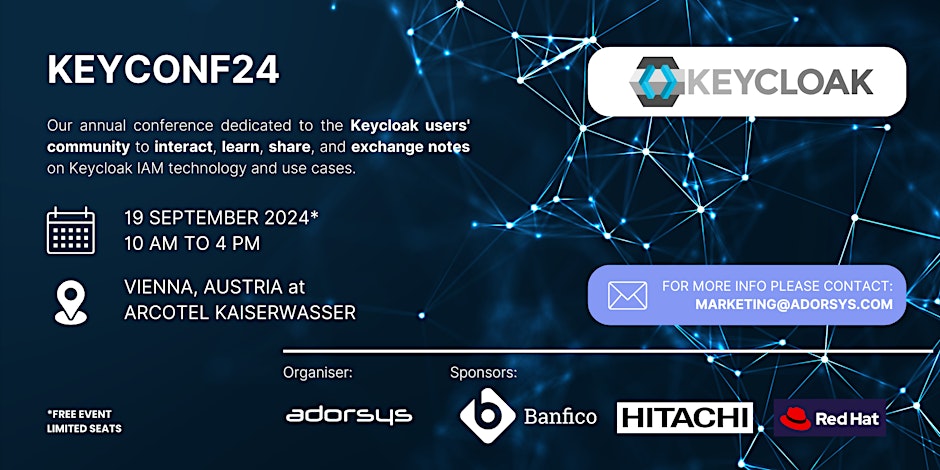 KEYCONF24
KEYCLOAK
Our annual conference dedicated to the Keycloak users'
community to interact, learn, share, and exchange notes
on Keycloak IAM technology and use cases.
19 SEPTEMBER 2024*
10 AM TO 4 PM
VIENNA, AUSTRIA at
ARCOTEL KAISERWASSER
FOR MORE INFO PLEASE CONTACT:
MARKETING@ADORSYS.COM
Organiser:
Sponsors:
adorsys
Banfico
HITACHI
Red Hat
*FREE EVENT
LIMITED SEATS